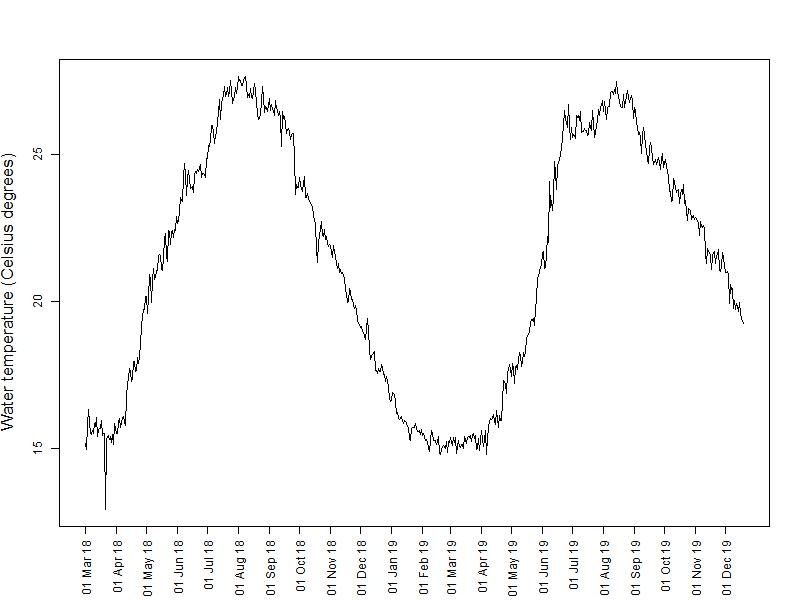 Water temperature (Celsius degrees)
25
20
15
01 Mar 18
01 Apr 18
01 May 18
01 Jun 18
01 Jul 18
01 Aug 18
01 Sep 18
01 Oct 18
01 Nov 18
01 Dec 18
01 Jan 19
01 Feb 19
01 Mar 19
01 Apr 19
01 May 19
01 Jun 19
01 Jul 19
01 Aug 19
01 Sep 19
01 Oct 19
01 Nov 19
01 Dec 19